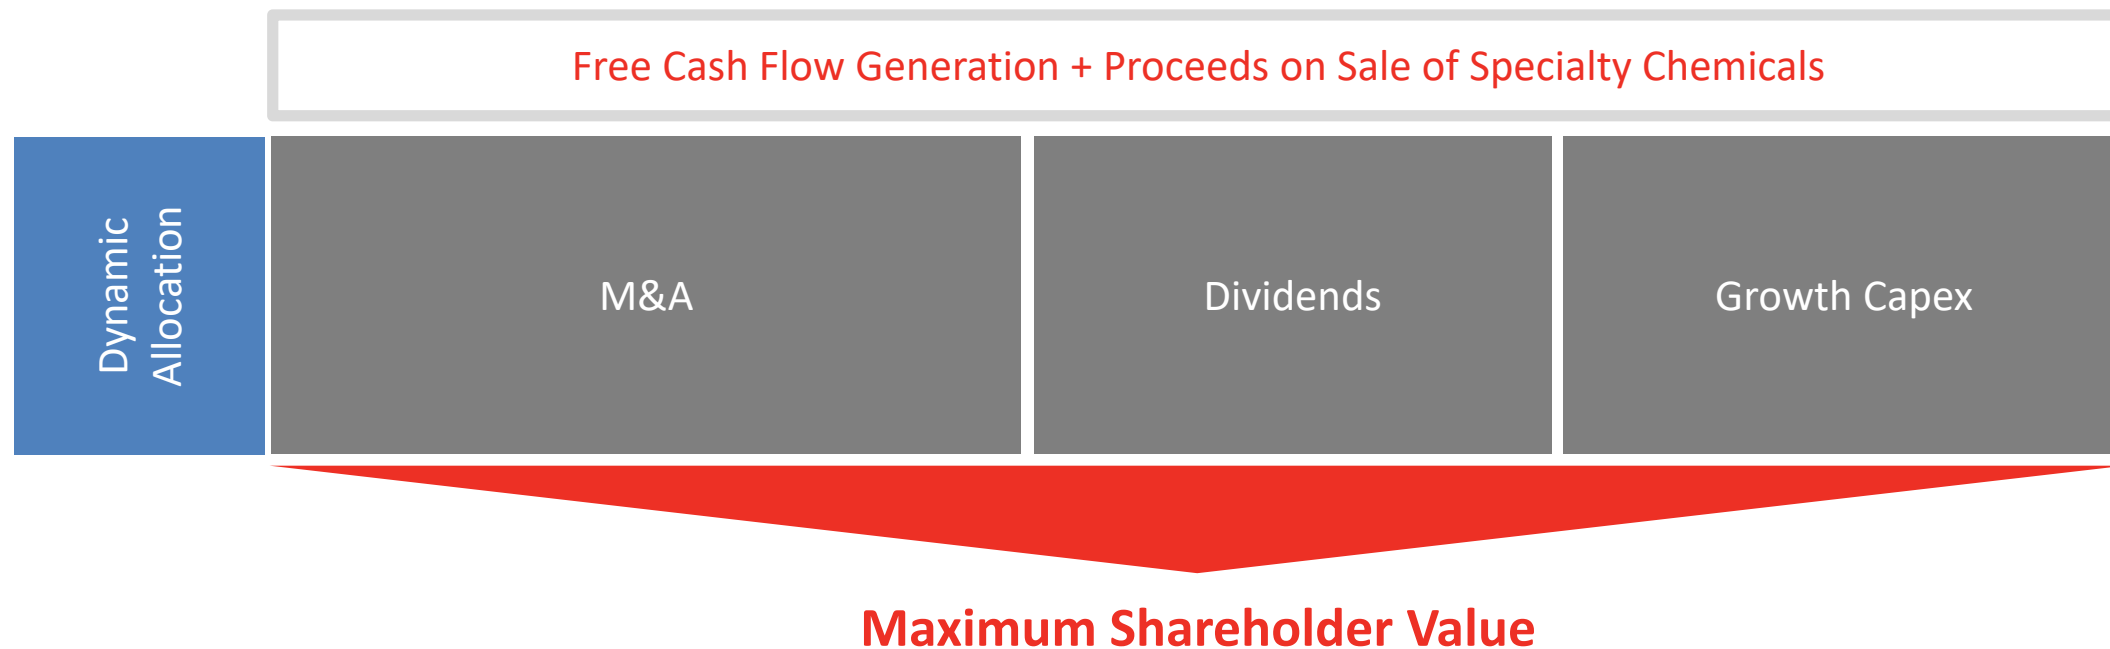 Free Cash Flow Generation + Proceeds on Sale of Specialty Chemicals
Dynamic
Allocation
M&A
Dividends
Growth Capex
Maximum Shareholder Value